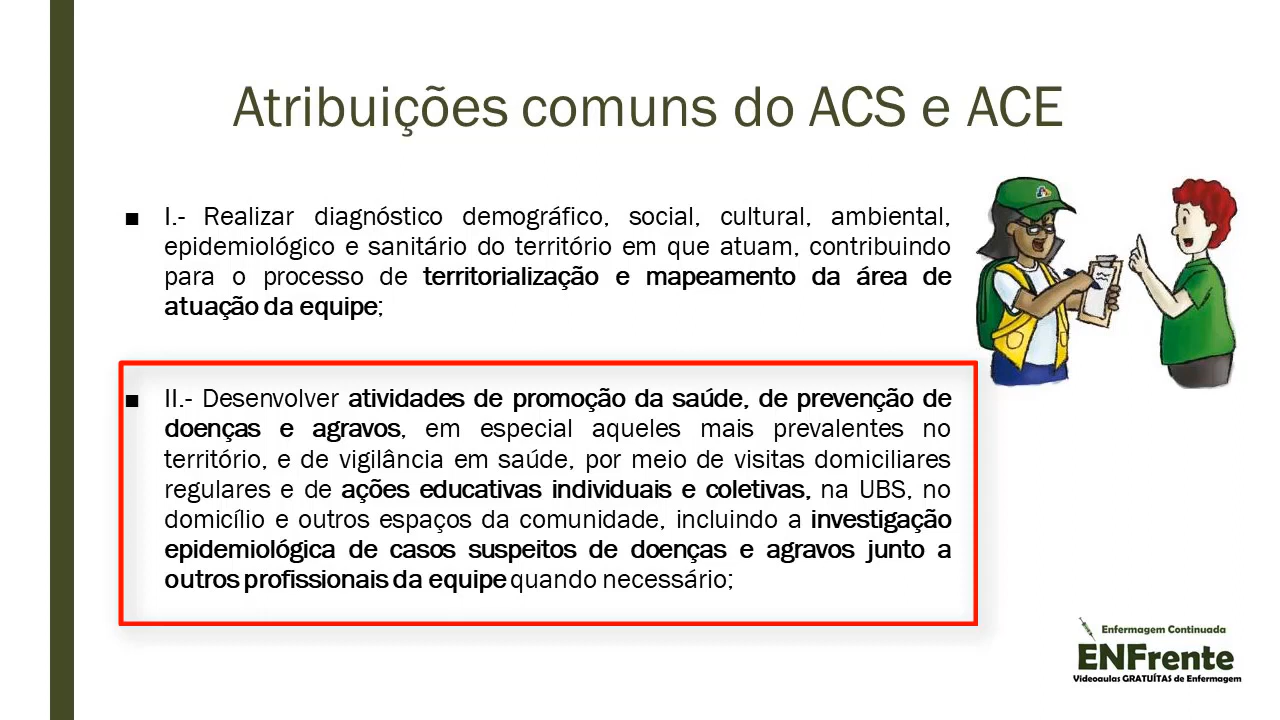 Atribuições comuns do ACS e ACE
■ I.- Realizar diagnóstico demográfico, social, cultural, ambiental,
epidemiológico e sanitário do território em que atuam, contribuindo
para o processo de territorialização e mapeamento da área de
atuação da equipe;
■ II.- Desenvolver atividades de promoção da saúde, de prevenção de
doenças e agravos, em especial aqueles mais prevalentes no
território, e de vigilância em saúde, por meio de visitas domiciliares
regulares e de ações educativas individuais e coletivas, na UBS, no
domicílio e outros espaços da comunidade, incluindo a investigação
epidemiológica de casos suspeitos de doenças e agravos junto a
outros profissionais da equipe quando necessário;
Enfermagem Continuada
ENFrente
Videoaulas GRATUÍTAS de Enfermagem